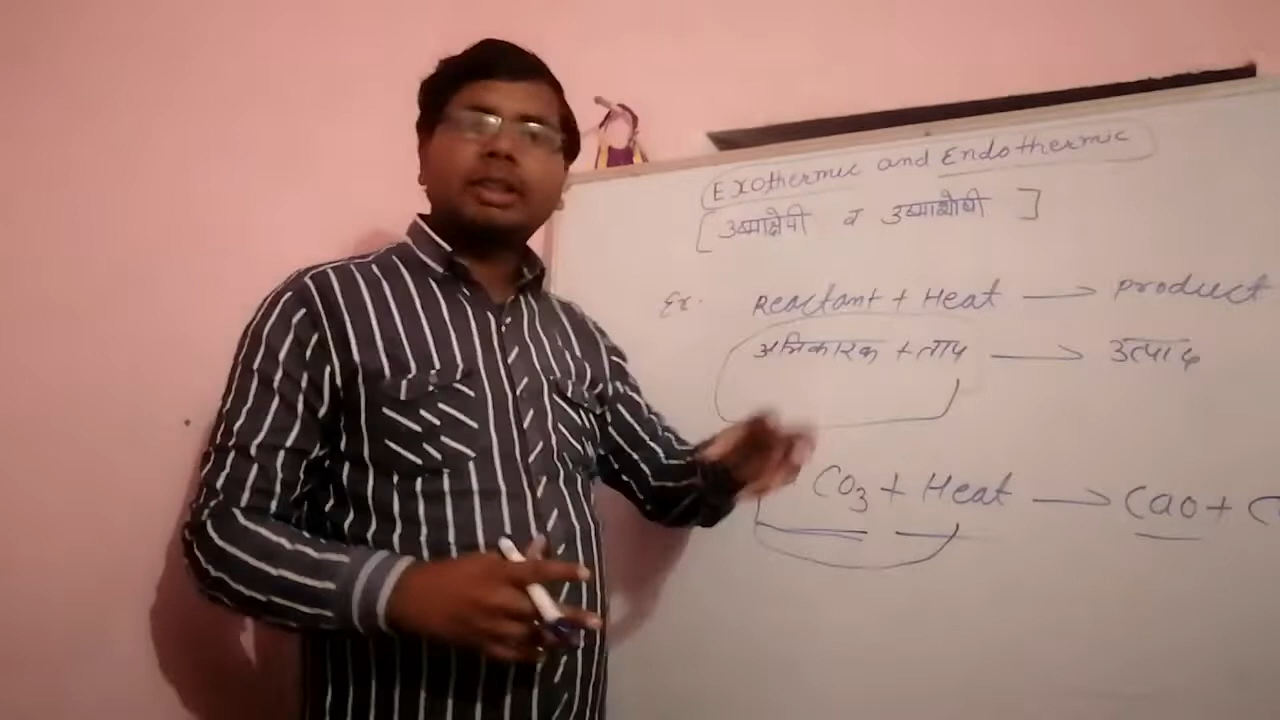 Exothermic and Endothermic
[ उष्माक्षेपी व उष्माशोषी ]
Ex. Reactant + Heat → product
अभिकारक + ताप → उत्पाद
CO3 + Heat → CaO + C